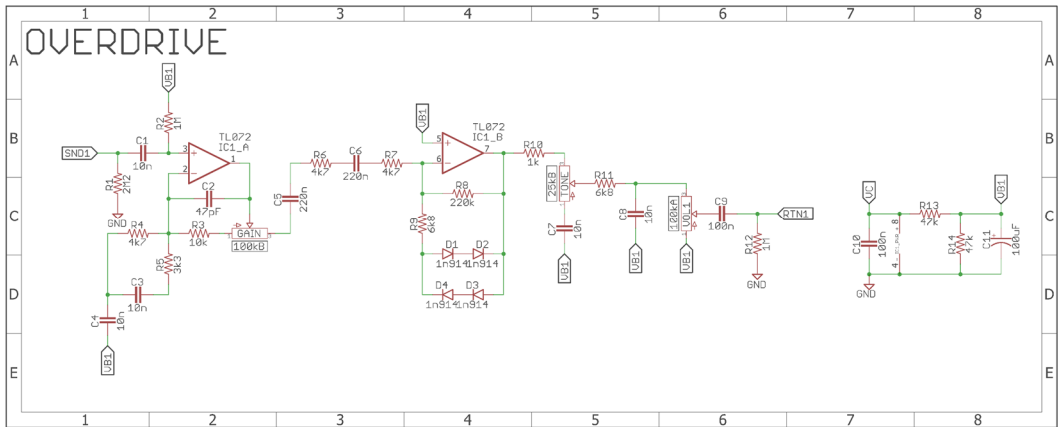 1 2 3 4 5 6 7 8
OVERDRIVE
A A
VB1
R2
1M
TL072
IC1_A
VB1
TL072
IC1_B
B B
SND1
C1
10n
3
2
1
R1
2M2
GND
C2
47pF
R4
4k7
R3
10k
GAIN
100kB
R5
3k3
C3
10n
C4
10n
VB1
C5
220n
R6
4k7
C6
220n
R7
4k7
5
6
7
R8
220k
R9
6k8
D1 D2
1n914 1n914
D4 D3
1n914 1n914
R10
1k
25kB
TONE
C7
10n
VB1
R11
6k8
C8
10n
VB1
100kA
VOL1
VB1
C9
100n
RTN1
R12
1M
GND
VC
C10
100n
GND
4
8
R13
47k
R14
47k
VB1
C11
100uF
C C
D D
E E
1 2 3 4 5 6 7 8